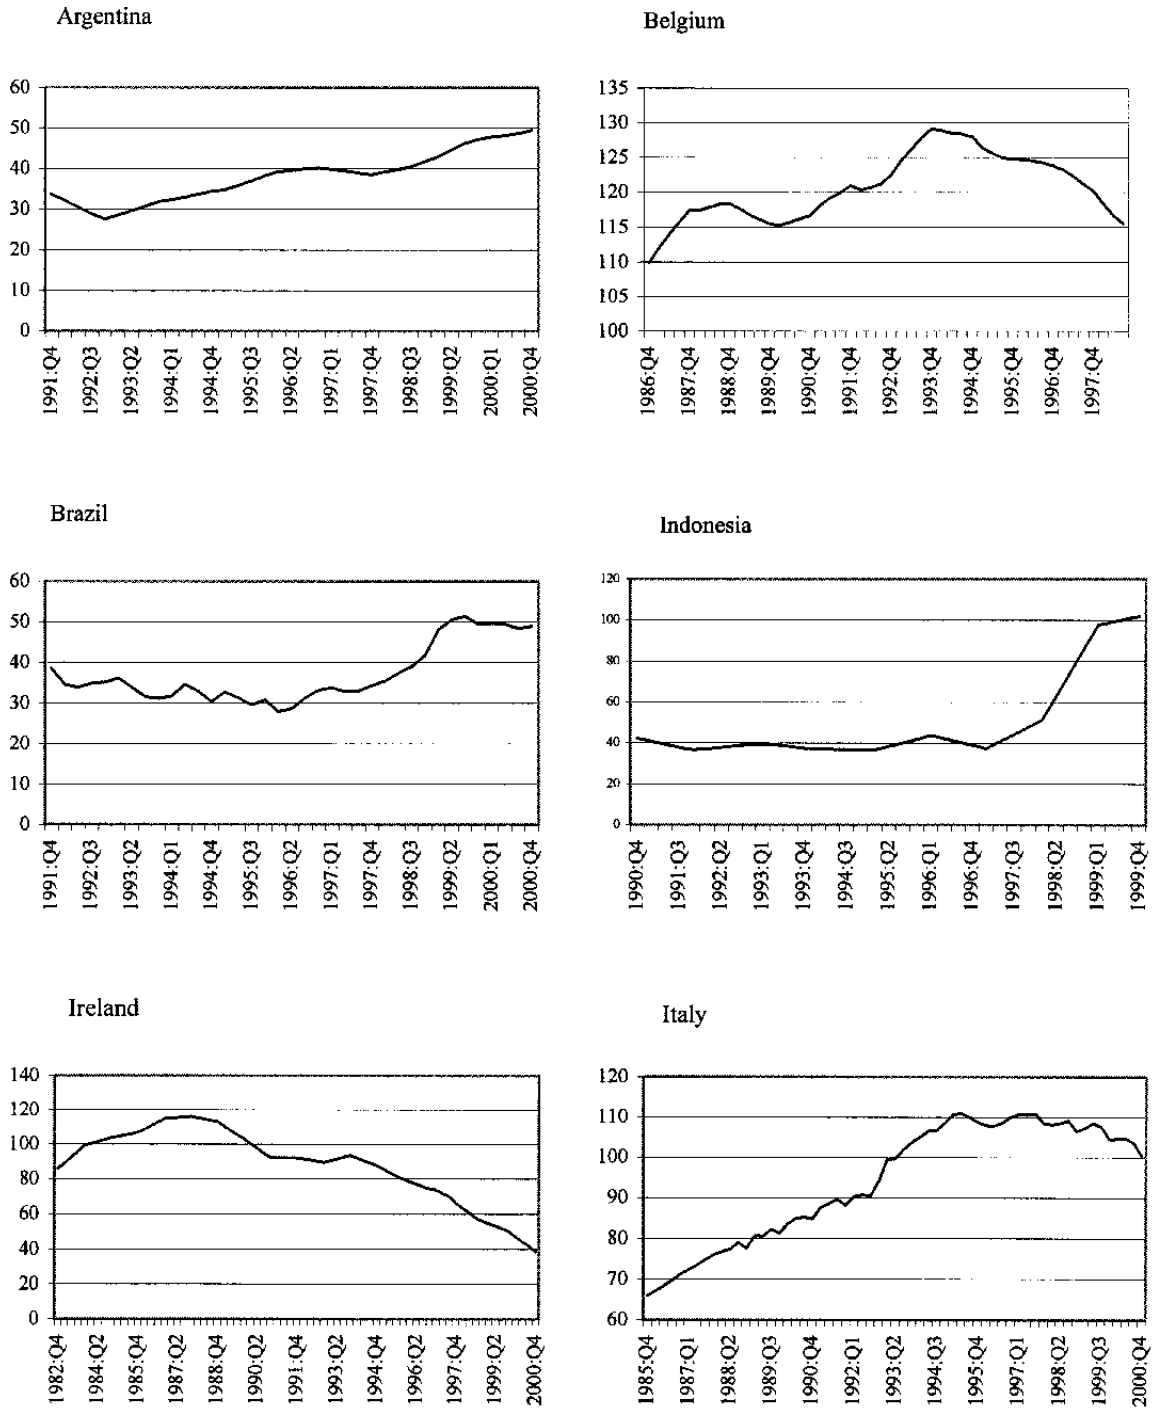 Argentina
60
50
40
30
20
10
0
1991:Q4
1992:Q3
1993:Q2
1994:Q1
1994:Q4
1995:Q3
1996:Q2
1997:Q1
1997:Q4
1998:Q3
1999:Q2
2000:Q1
2000:Q4
Belgium
135
130
125
120
115
110
105
100
1986:Q4
1987:Q4
1988:Q4
1989:Q4
1990:Q4
1991:Q4
1992:Q4
1993:Q4
1994:Q4
1995:Q4
1996:Q4
1997:Q4
Brazil
60
50
40
30
20
10
0
1991:Q4
1992:Q3
1993:Q2
1994:Q1
1994:Q4
1995:Q3
1996:Q2
1997:Q1
1997:Q4
1998:Q3
1999:Q2
2000:Q1
2000:Q4
Indonesia
120
100
80
60
40
20
0
1990:Q4
1991:Q3
1992:Q2
1993:Q1
1993:Q4
1994:Q3
1995:Q2
1996:Q1
1996:Q4
1997:Q3
1998:Q2
1999:Q1
1999:Q4
Ireland
140
120
100
80
60
40
20
0
1982:Q4
1984:Q2
1985:Q4
1987:Q2
1988:Q4
1990:Q2
1991:Q4
1993:Q2
1994:Q4
1996:Q2
1997:Q4
1999:Q2
2000:Q4
Italy
120
110
100
90
80
70
60
1985:Q4
1987:Q1
1988:Q2
1989:Q3
1990:Q4
1992:Q1
1993:Q2
1994:Q3
1995:Q4
1997:Q1
1998:Q2
1999:Q3
2000:Q4